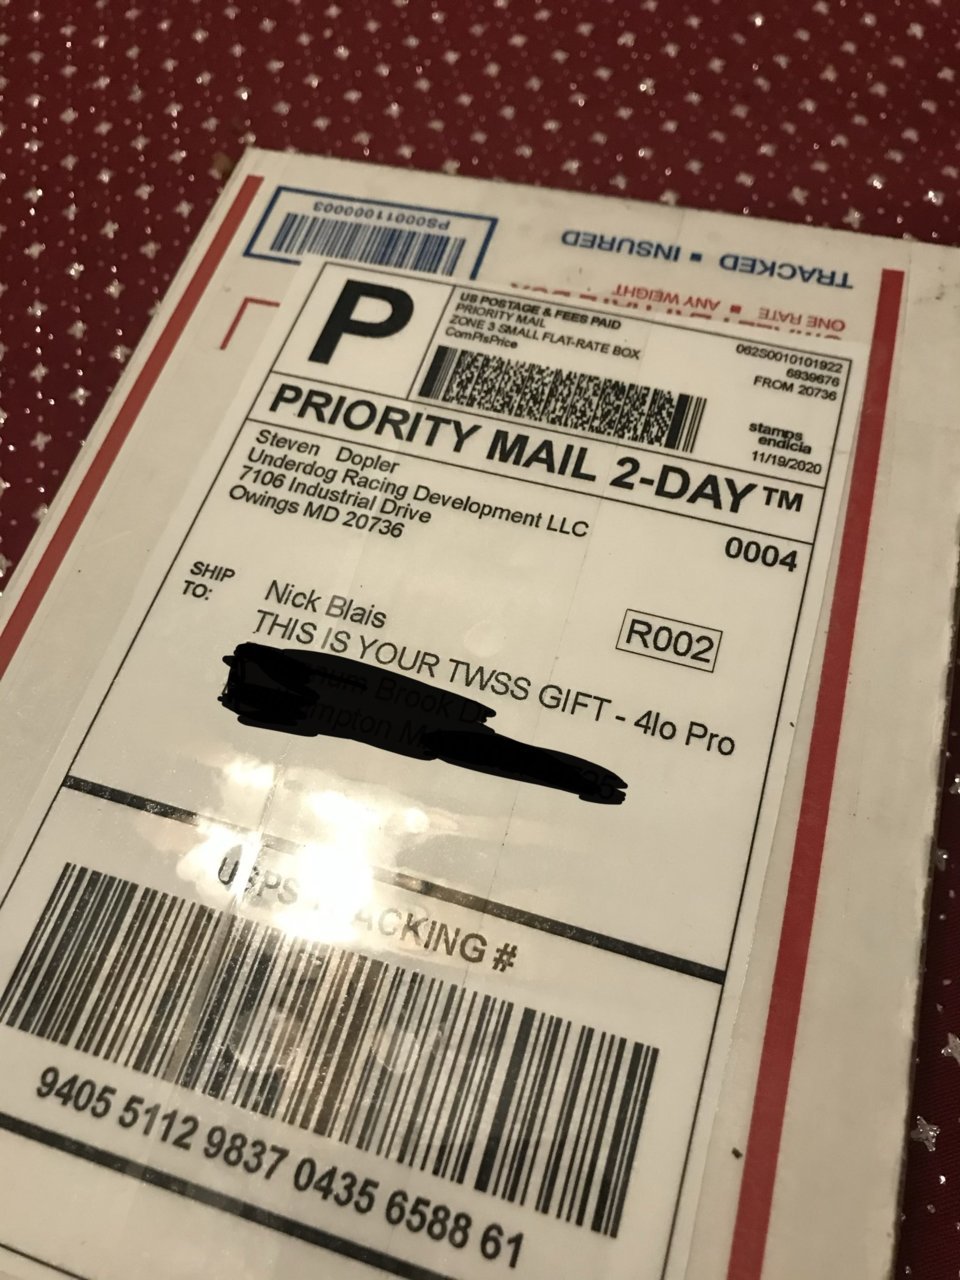 PS00011000003
TRACKED ▪ INSURED
ONE RATE ▪ ANY WEIGHT
P
US POSTAGE & FEES PAID
PRIORITY MAIL
ZONE 3 SMALL FLAT-RATE BOX
ComPlsPrice
062S0010101922
6839676
FROM 20736
stamps
endicia
11/19/2020
PRIORITY MAIL 2-DAY™
Steven Dopler
Underdog Racing Development LLC
7106 Industrial Drive
Owings MD 20736
0004
R002
SHIP
TO:
Nick Blais
THIS IS YOUR TWSS GIFT - 4lo Pro
USPS TRACKING #
9405 5112 9837 0435 6588 61